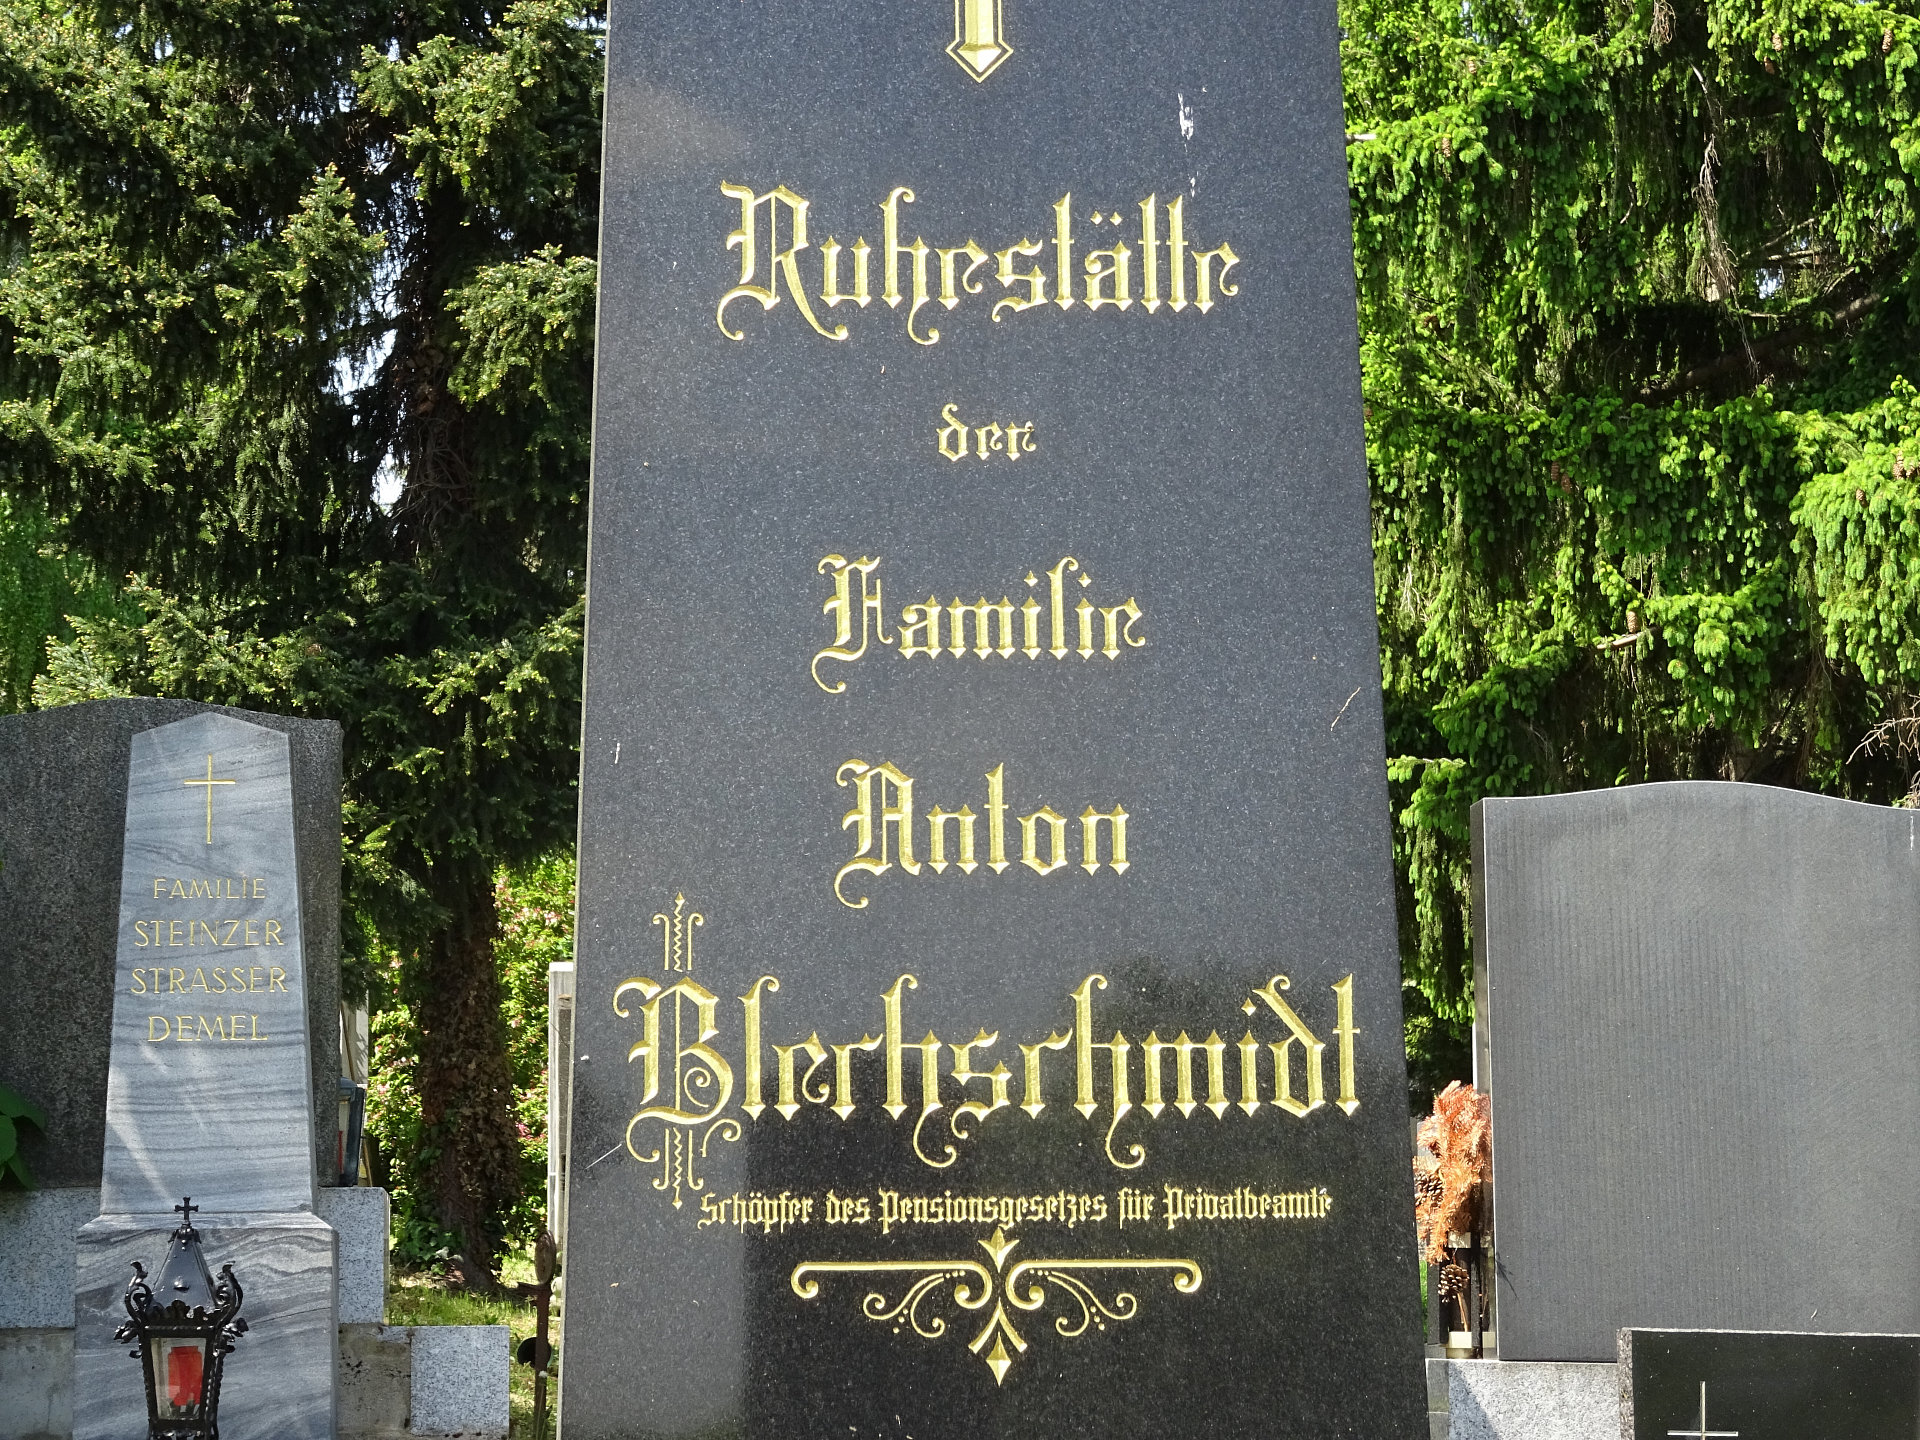 Ruhestätte
der
Familie
Anton
Blechschmidt
Schöpfer des Pensionsgesetzes für Privatbeamte
FAMILIE
STEINZER
STRASSER
DEMEL